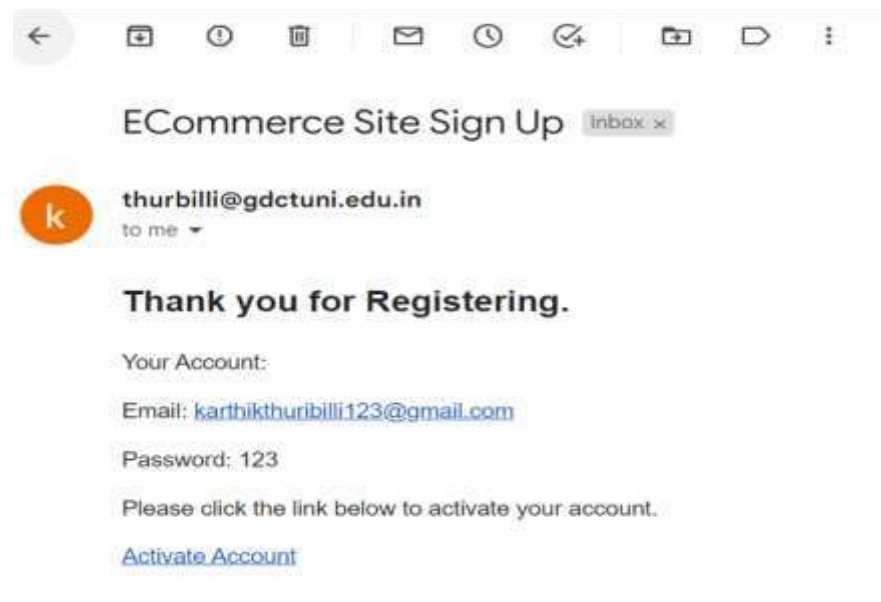 ECommerce Site Sign Up Inbox x
k
thurbilli@gdctuni.edu.in
to me
Thank you for Registering.
Your Account:
Email: karthikthuribilli123@gmail.com
Password: 123
Please click the link below to activate your account.
Activate Account